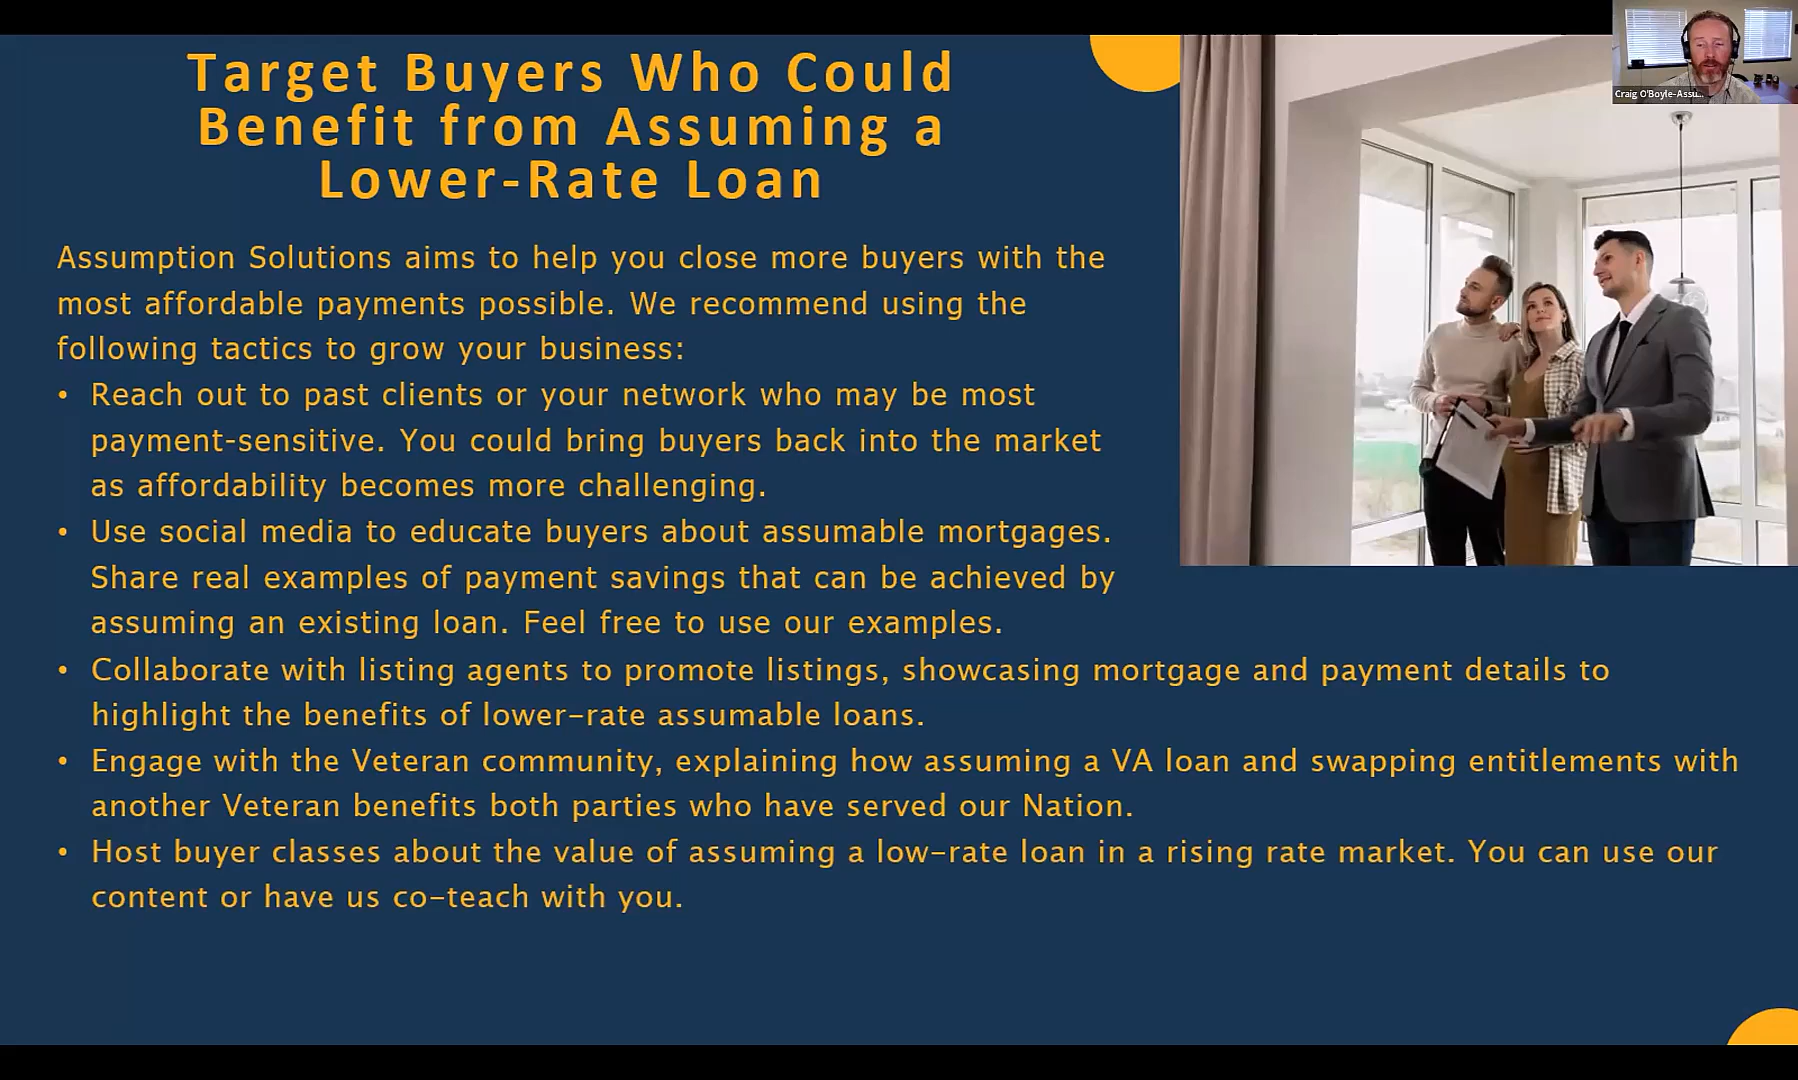 Target Buyers Who Could
Benefit from Assuming a
Lower-Rate Loan
Craig O'Boyle-Assu...
Assumption Solutions aims to help you close more buyers with the
most affordable payments possible. We recommend using the
following tactics to grow your business:
• Reach out to past clients or your network who may be most
payment-sensitive. You could bring buyers back into the market
as affordability becomes more challenging.
• Use social media to educate buyers about assumable mortgages.
Share real examples of payment savings that can be achieved by
assuming an existing loan. Feel free to use our examples.
• Collaborate with listing agents to promote listings, showcasing mortgage and payment details to
highlight the benefits of lower-rate assumable loans.
• Engage with the Veteran community, explaining how assuming a VA loan and swapping entitlements with
another Veteran benefits both parties who have served our Nation.
• Host buyer classes about the value of assuming a low-rate loan in a rising rate market. You can use our
content or have us co-teach with you.